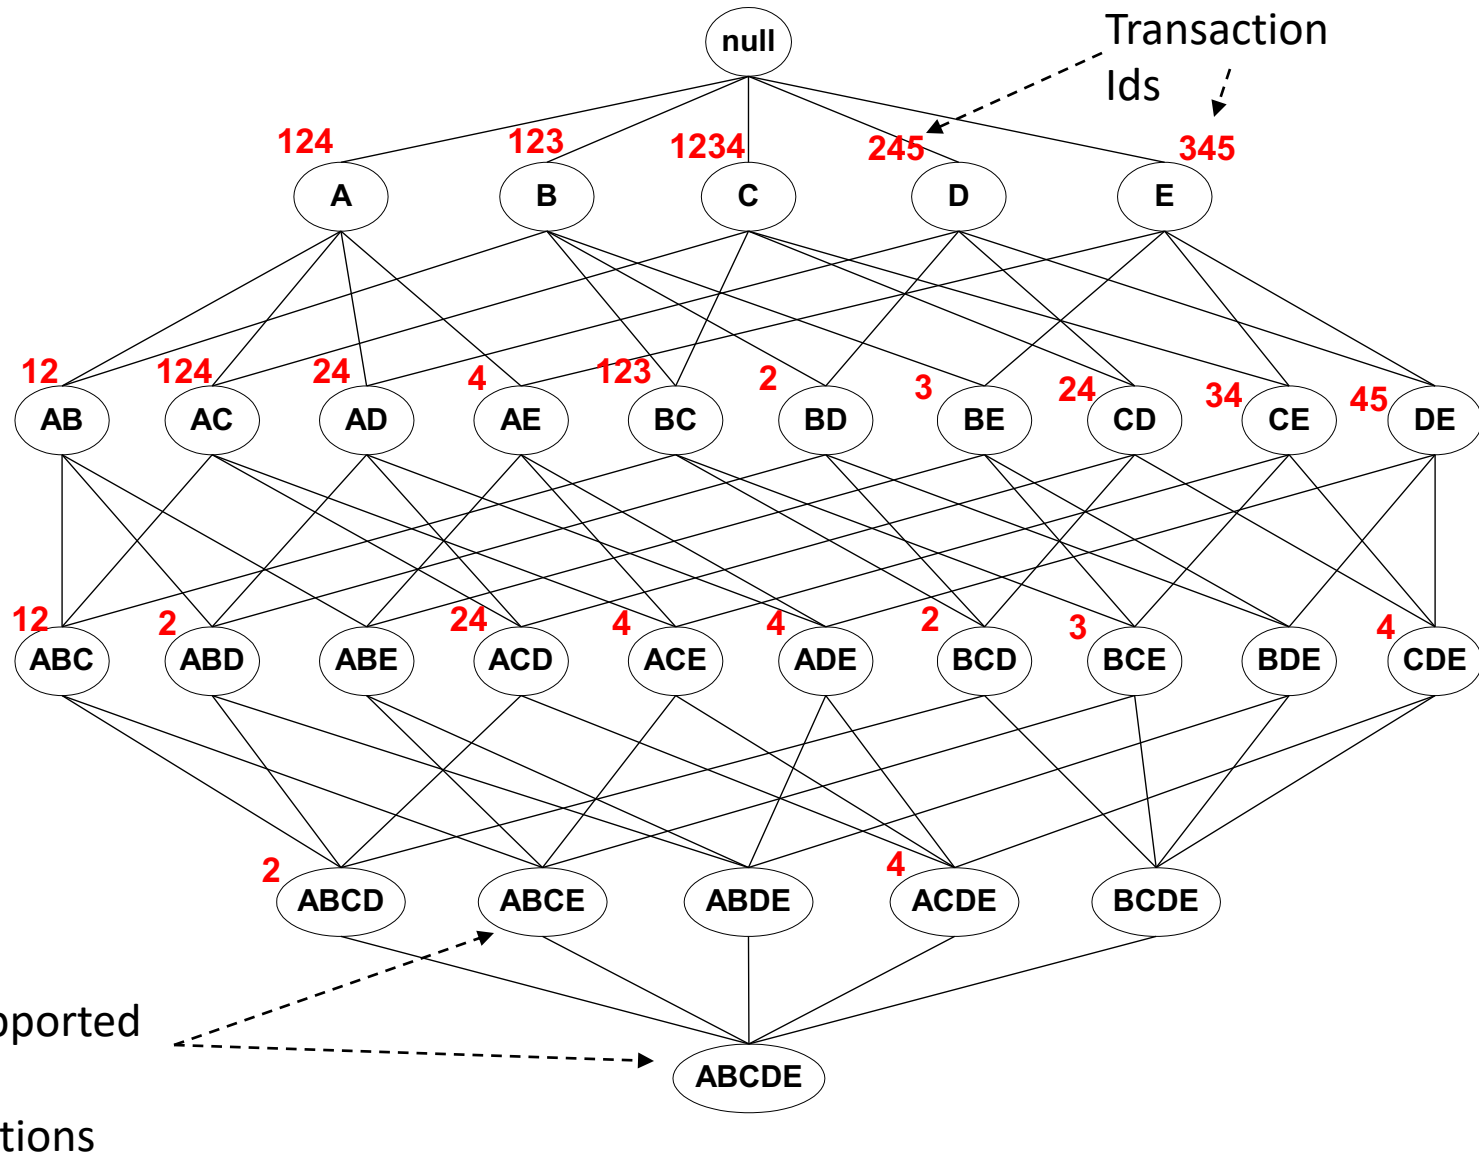 null
Transaction
Ids
124 123 1234 245 345
A B C D E
12 124 24 4 123 2 3 24 34 45
AB AC AD AE BC BD BE CD CE DE
12 2 24 4 4 2 3 4
ABC ABD ABE ACD ACE ADE BCD BCE BDE CDE
2 4
ABCD ABCE ABDE ACDE BCDE
pported
ABCDE
tions